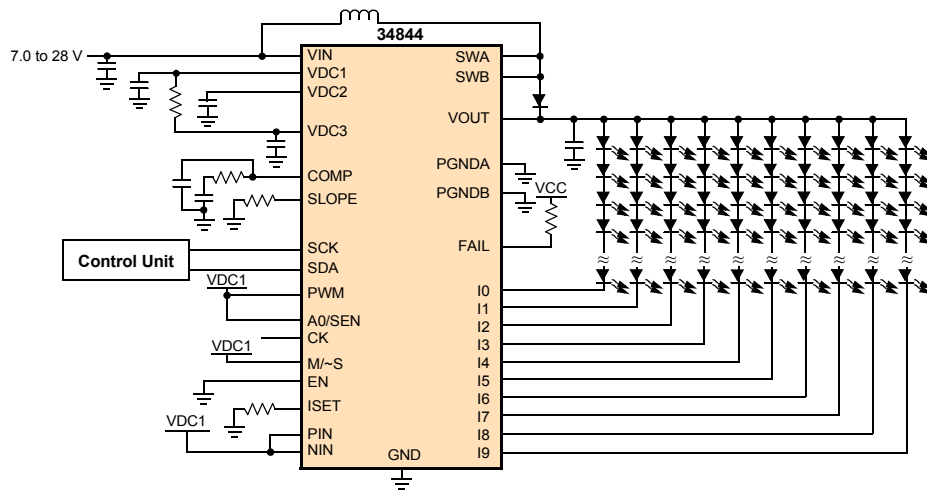 34844
7.0 to 28 V
VIN
VDC1
VDC2
VDC3
COMP
SLOPE
Control Unit
SCK
SDA
VDC1
PWM
A0/SEN
CK
VDC1
M/~S
EN
ISET
VDC1
PIN
NIN
GND
SWA
SWB
VOUT
PGNDA
PGNDB
VCC
FAIL
I0
I1
I2
I3
I4
I5
I6
I7
I8
I9